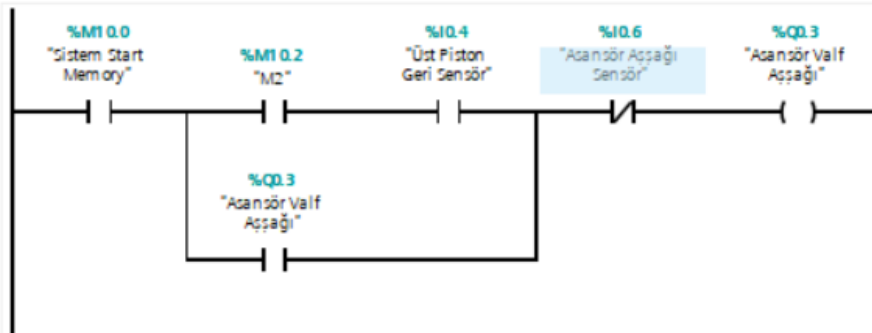 %M10.0
"Sistem Start
Memory"
%M10.2
"M2"
%I0.4
"Üst Piston
Geri Sensör"
%I0.6
"Asansör Aşşağı
Sensör"
%Q0.3
"Asansör Valf
Aşşağı"
%Q0.3
"Asansör Valf
Aşşağı"